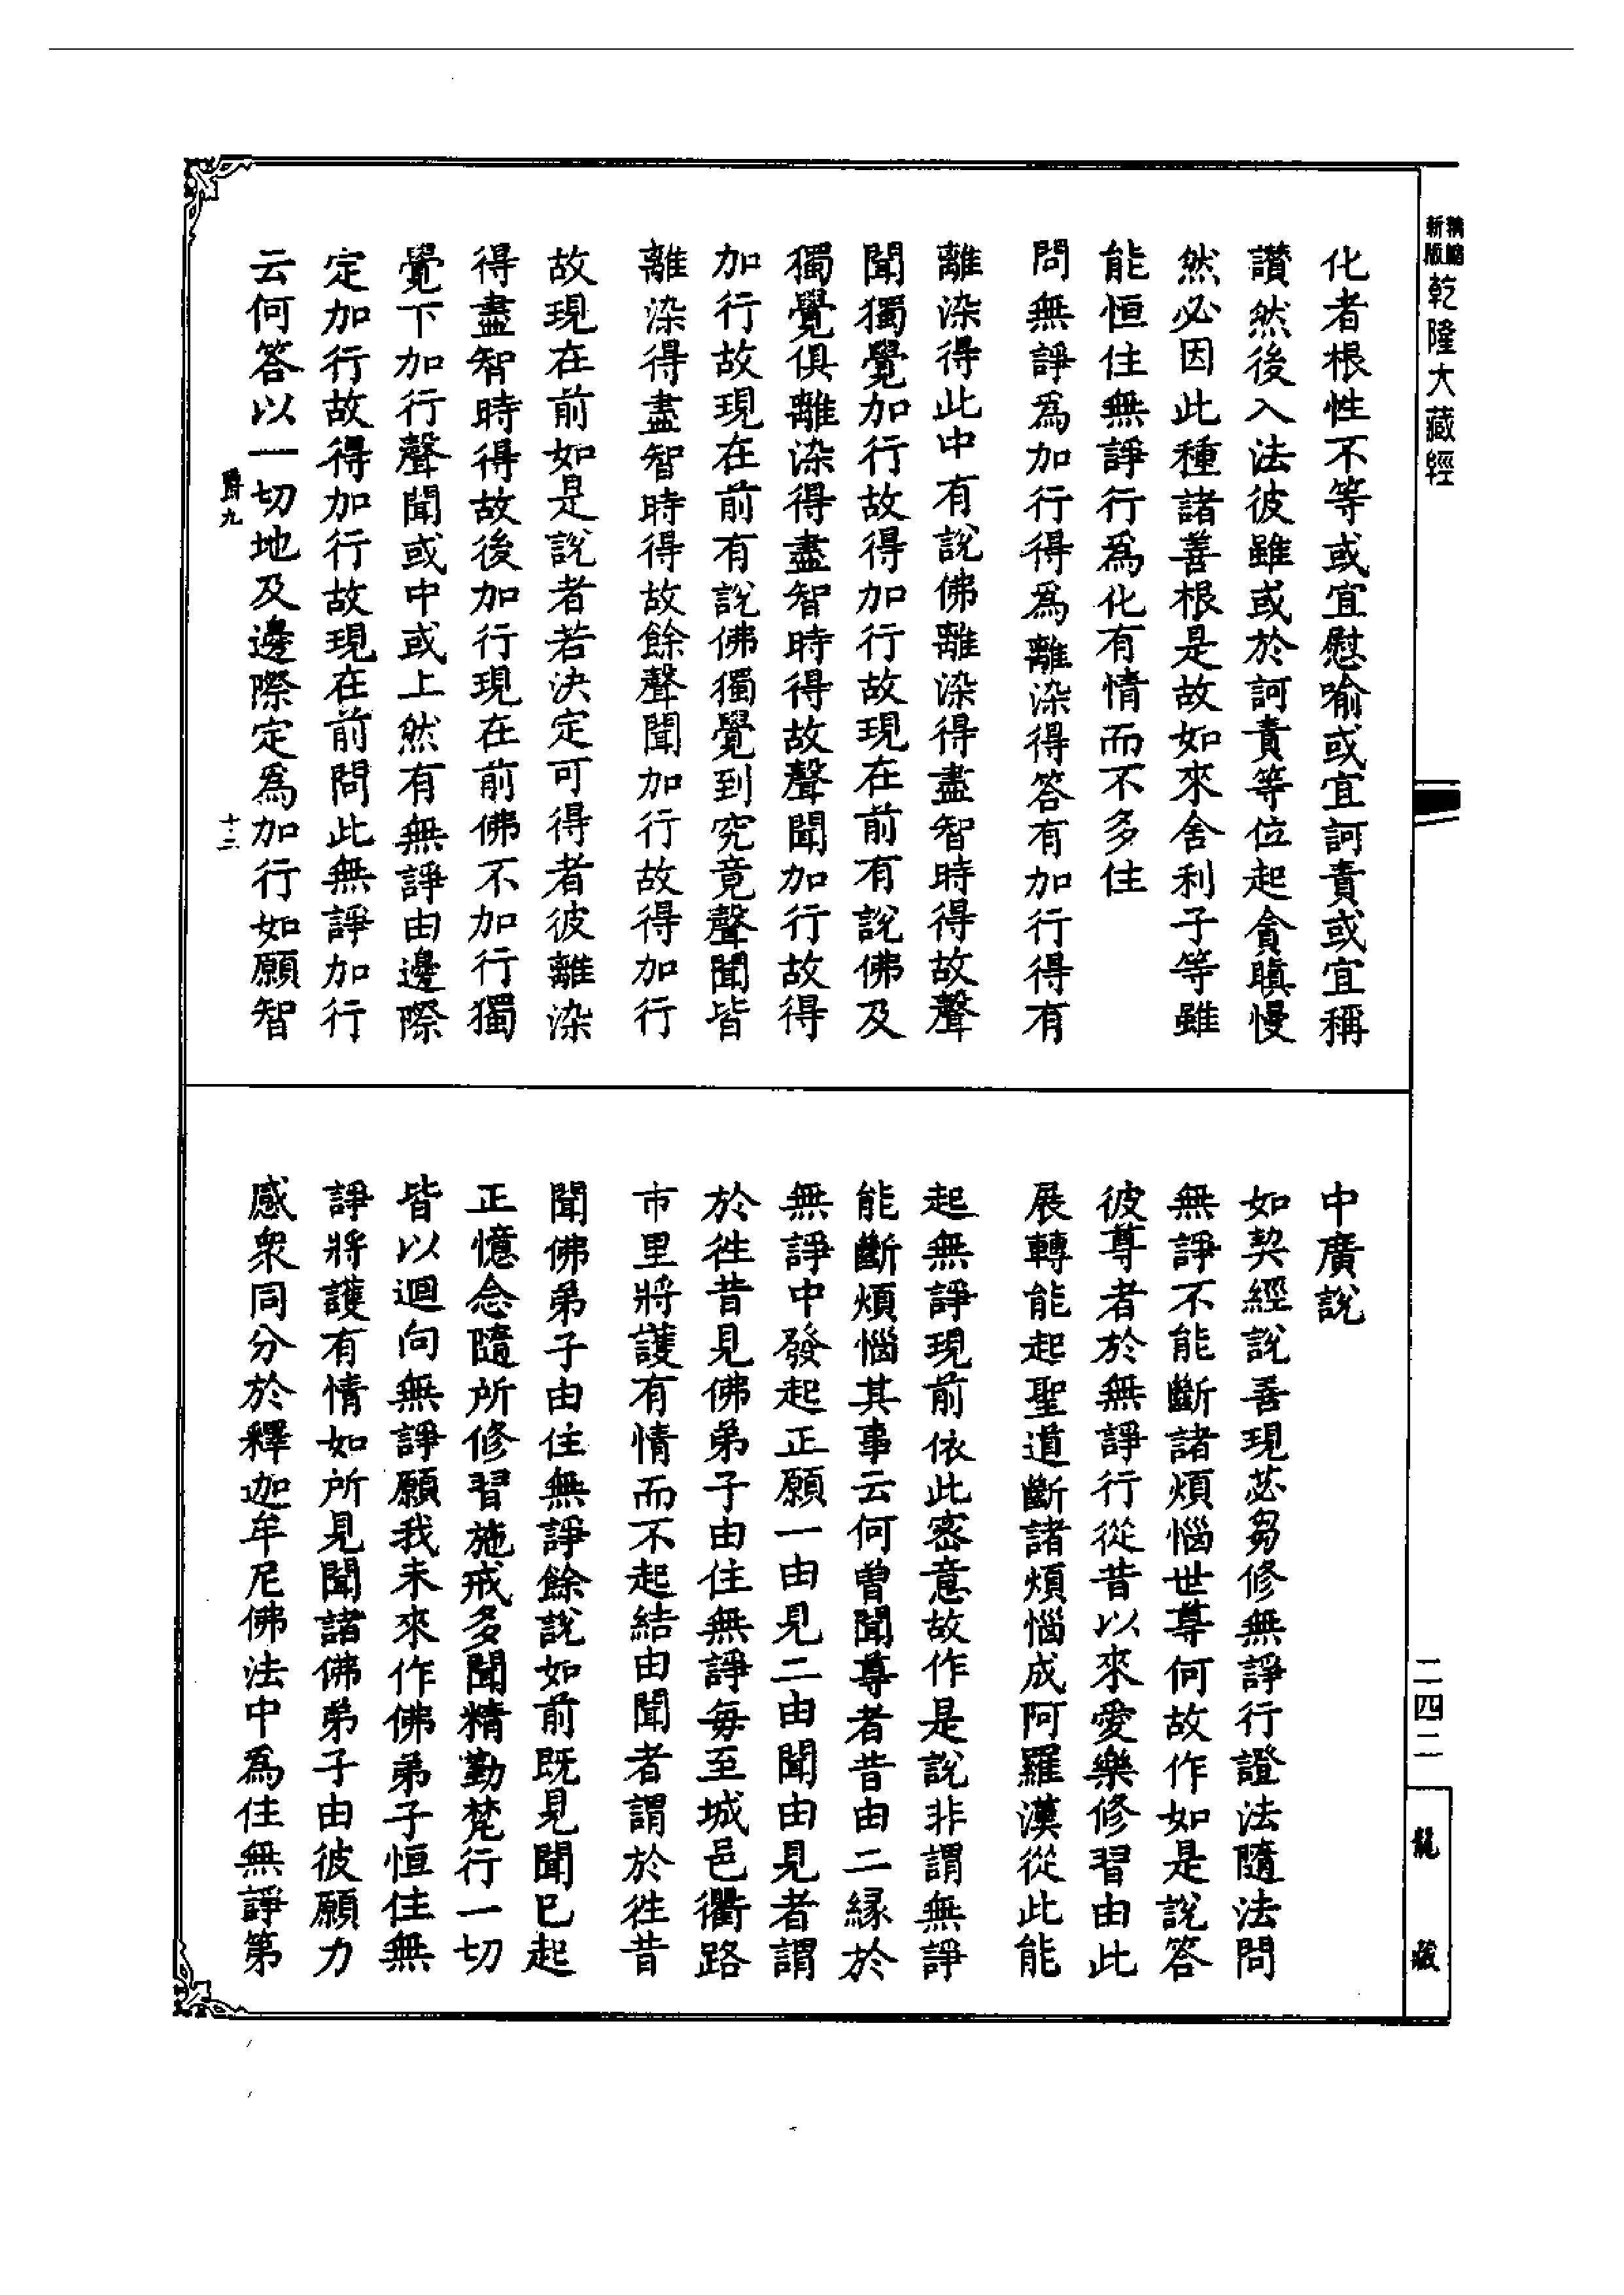 精縮
新版
乾隆大藏經
化者根性不等或宜慰喻或宜訶責或宜稱
讚然後入法彼雖或於訶責等位起貪瞋慢
然必因此種諸善根是故如來舍利子等雖
能恒住無諍行爲化有情而不多住
問無諍爲加行得爲離染得答有加行得有
離染得此中有說佛離染得盡智時得故聲
聞獨覺加行故得加行故現在前有說佛及
獨覺俱離染得盡智時得故聲聞加行故得
加行故現在前有說佛獨覺到究竟聲聞皆
離染得盡智時得故餘聲聞加行故得加行
故現在前如是說者若決定可得者彼離染
得盡智時得故後加行現在前佛不加行獨
覺下加行聲聞或中或上然有無諍由邊際
定加行故得加行故現在前問此無諍加行
云何答以一切地及邊際定爲加行如願智
爵九
十二
中廣說
如契經說善現苾芻修無諍行證法隨法問
無諍不能斷諸煩惱世尊何故作如是說答
彼尊者於無諍行從昔以來愛樂修習由此
展轉能起聖道斷諸煩惱成阿羅漢從此能
起無諍現前依此密意故作是說非謂無諍
能斷煩惱其事云何曾聞尊者昔由二緣於
無諍中發起正願一由見二由聞由見者謂
於徃昔見佛弟子由住無諍每至城邑衢路
市里將護有情而不起結由聞者謂於徃昔
聞佛弟子由住無諍餘說如前既見聞已起
正憶念隨所修習施戒多聞精勤梵行一切
皆以迴向無諍願我未來作佛弟子恒住無
諍將護有情如所見聞諸佛弟子由彼願力
感衆同分於釋迦牟尼佛法中爲住無諍第
二四二
龍藏